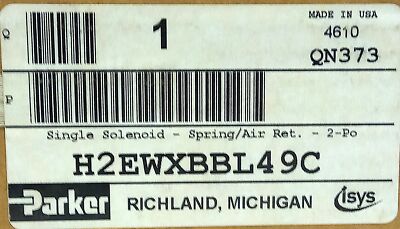 Q
1
MADE IN USA
4610
QN373
P
Single Solenoid - Spring/Air Ret. - 2-Po
H2EWXBBL49C
Parker
RICHLAND, MICHIGAN
isys